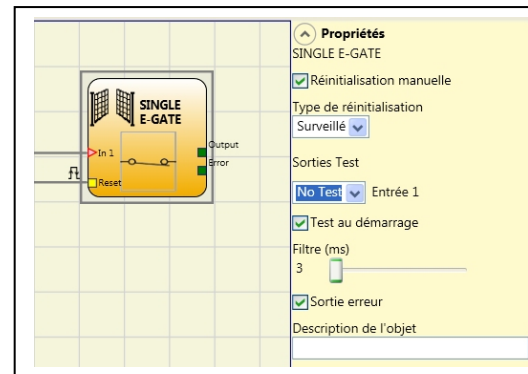 SINGLE
E-GATE
In 1
Reset
Output
Error
Propriétés
SINGLE E-GATE
Réinitialisation manuelle
Type de réinitialisation
Surveillé
Sorties Test
No Test Entrée 1
Test au démarrage
Filtre (ms)
3
Sortie erreur
Description de l'objet